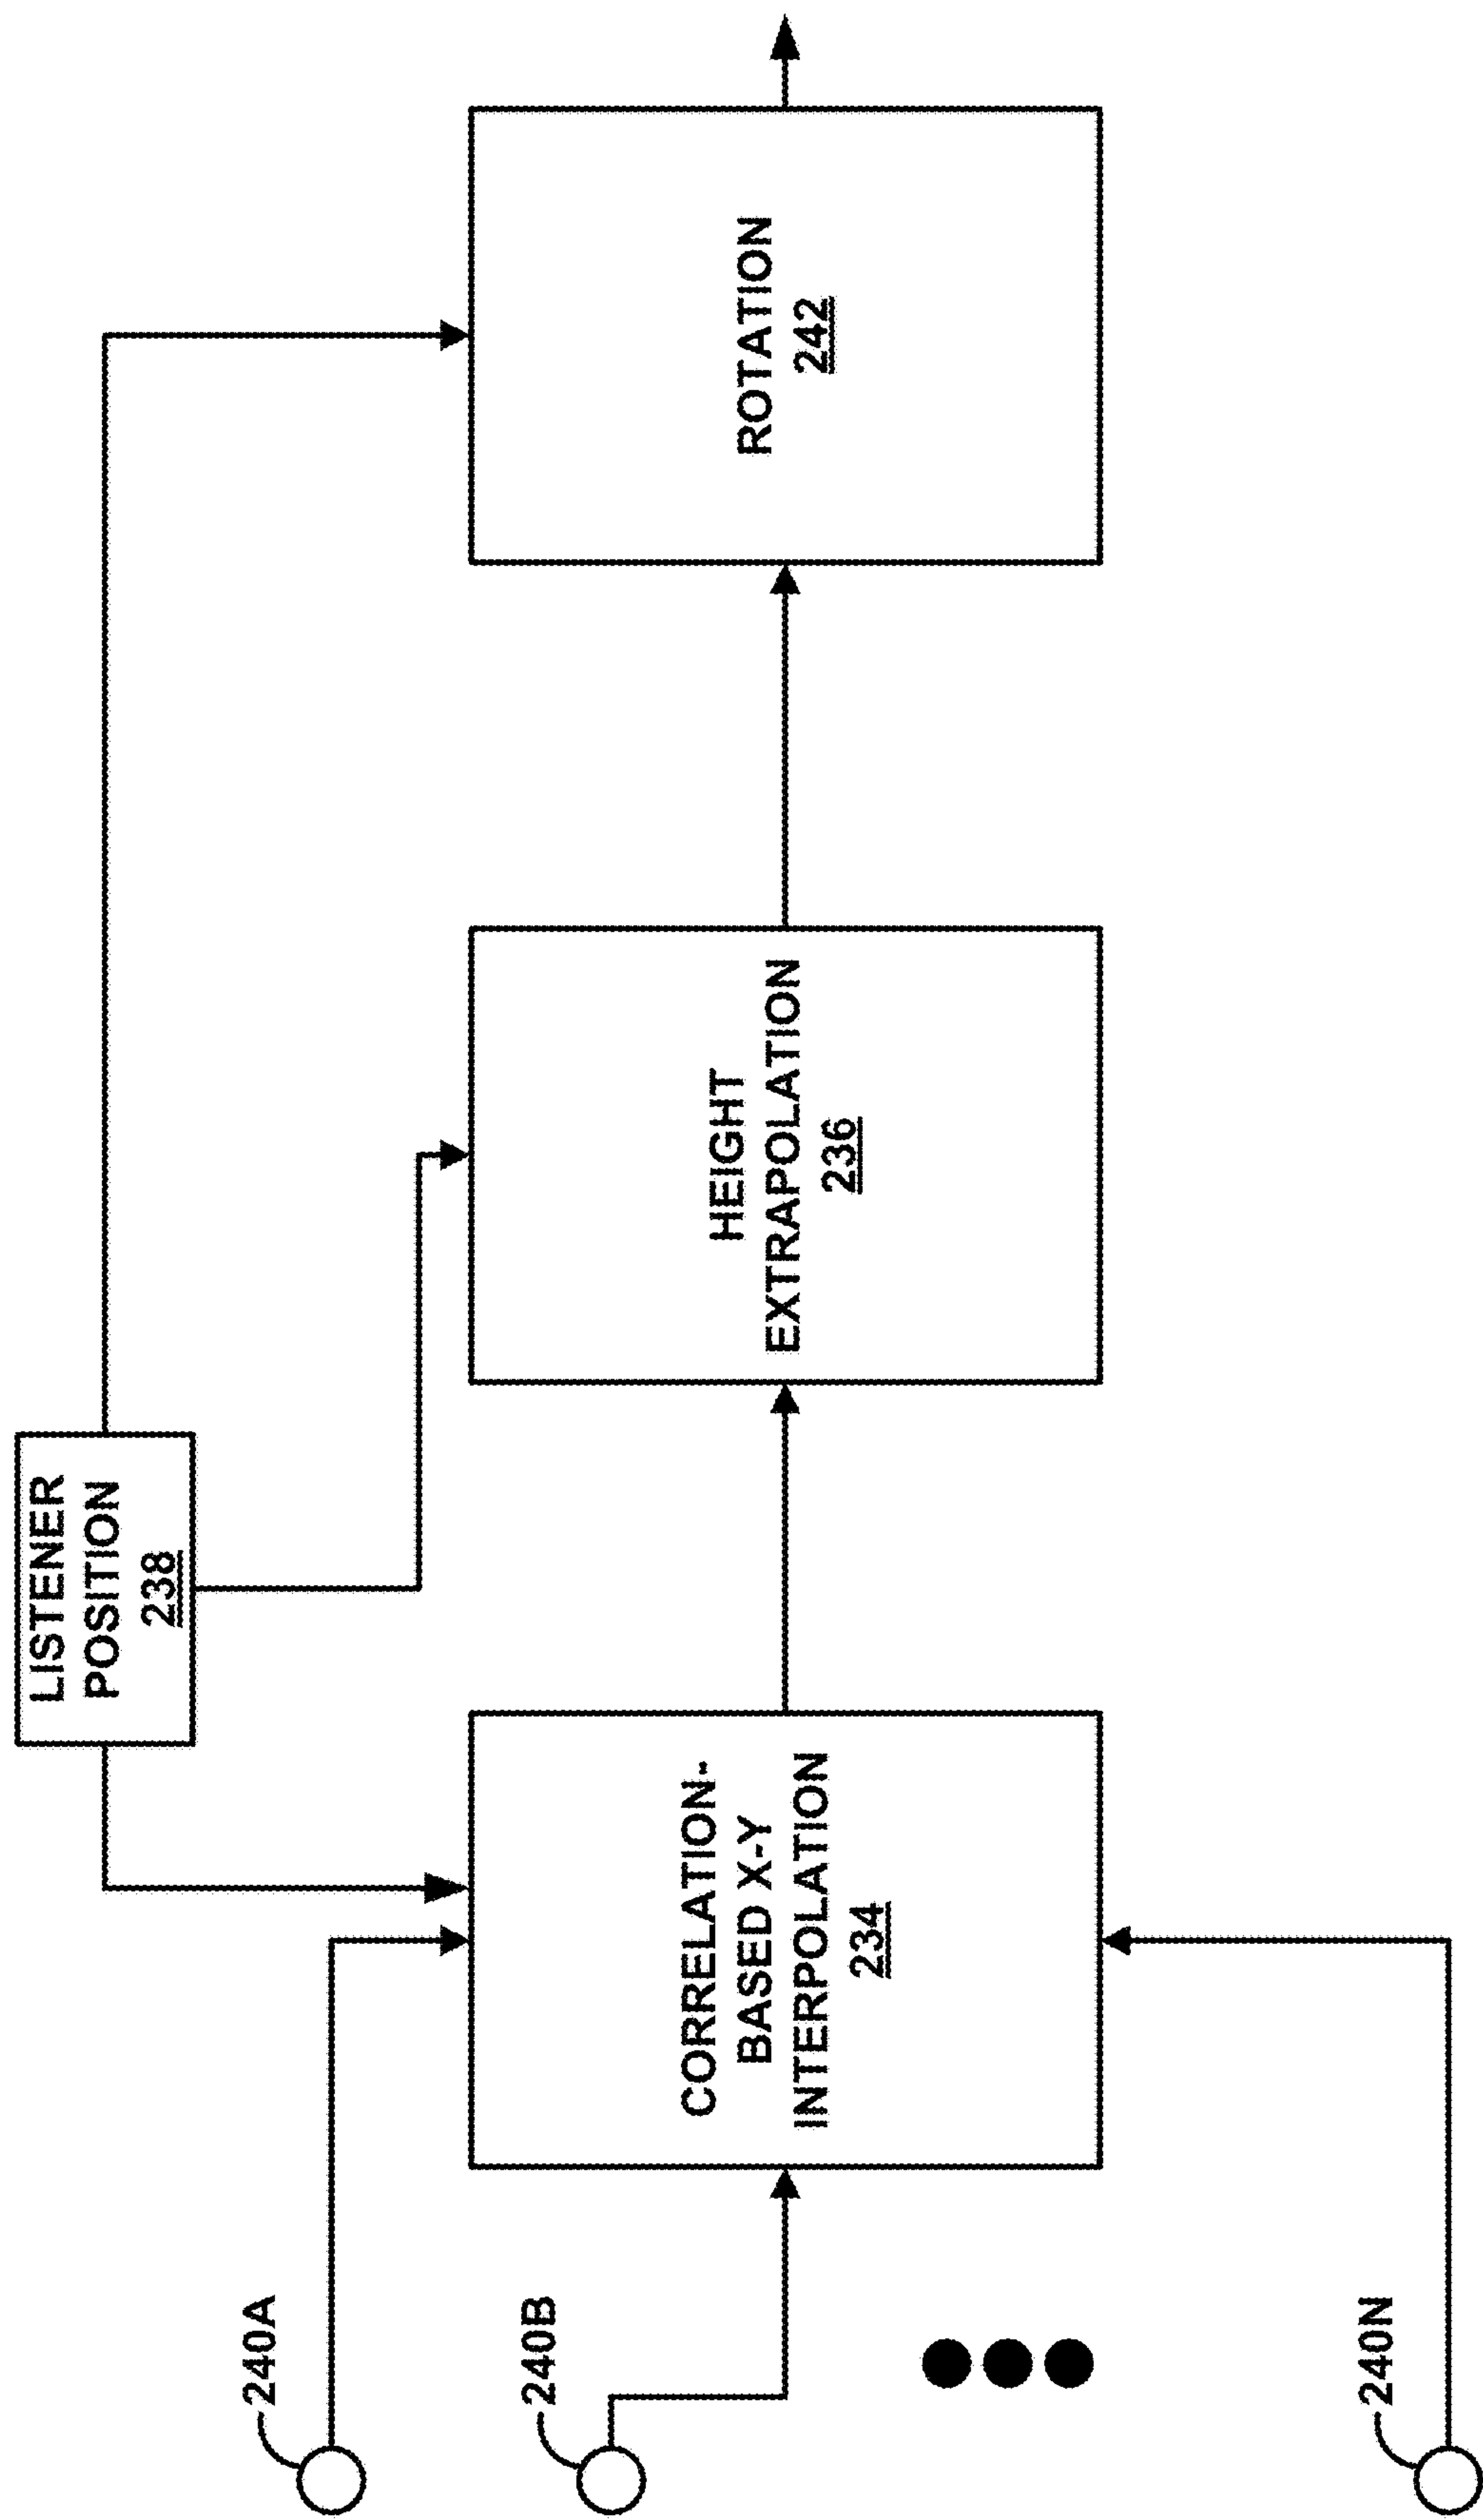 LISTENER
POSITION
238
240A
240B
240N
CORRELATION-
BASED X-Y
INTERPOLATION
234
HEIGHT
EXTRAPOLATION
236
ROTATION
242